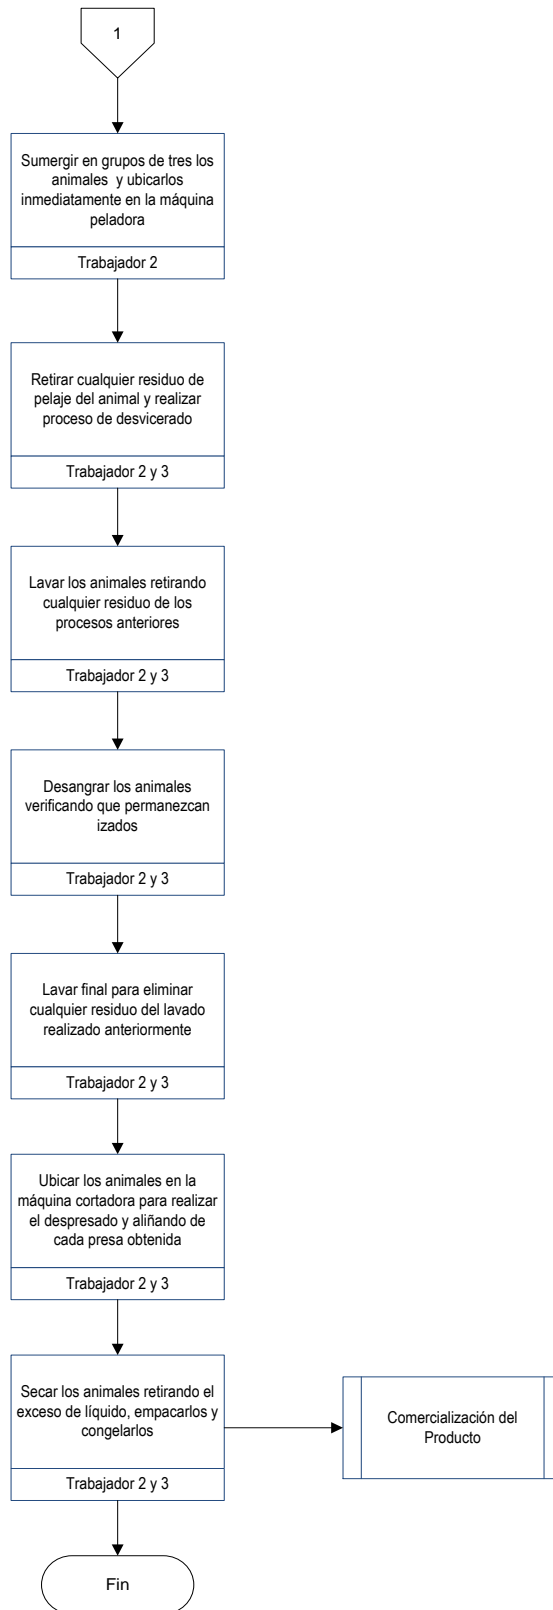 1
Sumergir en grupos de tres los
animales y ubicarlos
inmediatamente en la máquina
peladora
Trabajador 2
Retirar cualquier residuo de
pelaje del animal y realizar
proceso de desvicerado
Trabajador 2 y 3
Lavar los animales retirando
cualquier residuo de los
procesos anteriores
Trabajador 2 y 3
Desangrar los animales
verificando que permanezcan
izados
Trabajador 2 y 3
Lavar final para eliminar
cualquier residuo del lavado
realizado anteriormente
Trabajador 2 y 3
Ubicar los animales en la
máquina cortadora para realizar
el despresado y aliñando de
cada presa obtenida
Trabajador 2 y 3
Secar los animales retirando el
exceso de líquido, empacarlos y
congelarlos
Trabajador 2 y 3
Comercialización del
Producto
Fin